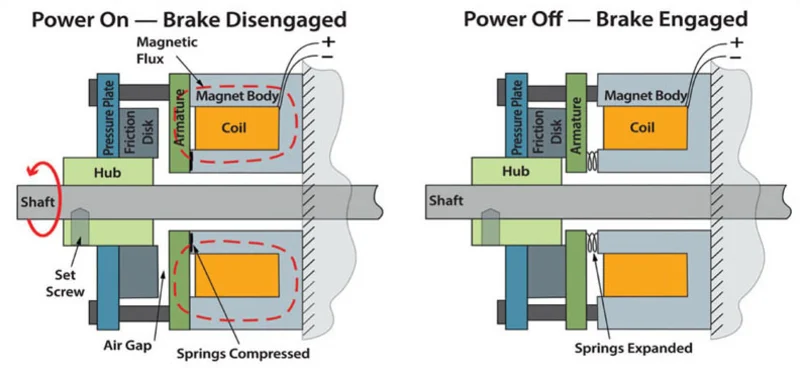 Power On — Brake Disengaged
Magnetic
Flux
+
−
Pressure Plate
Friction
Disk
Armature
Magnet Body
Coil
Hub
Shaft
Set
Screw
Air Gap
Springs Compressed
Power Off — Brake Engaged
+
−
Pressure Plate
Friction
Disk
Armature
Magnet Body
Coil
Hub
Shaft
Springs Expanded